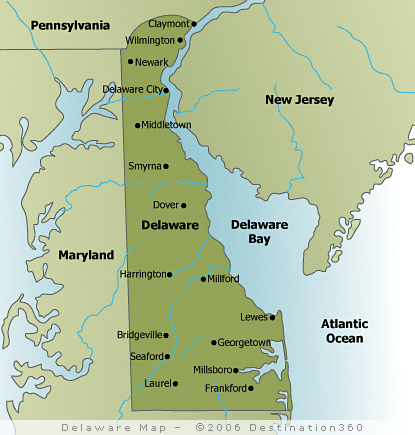 Claymont
Pennsylvania
Wilmington
Newark
Delaware City
New Jersey
Middletown
Smyrna
Dover
Delaware
Delaware
Bay
Maryland
Harrington
Milford
Lewes
Atlantic
Ocean
Bridgeville
Georgetown
Seaford
Millsboro
Laurel
Frankford
Delaware Map - ©2006 Destination360